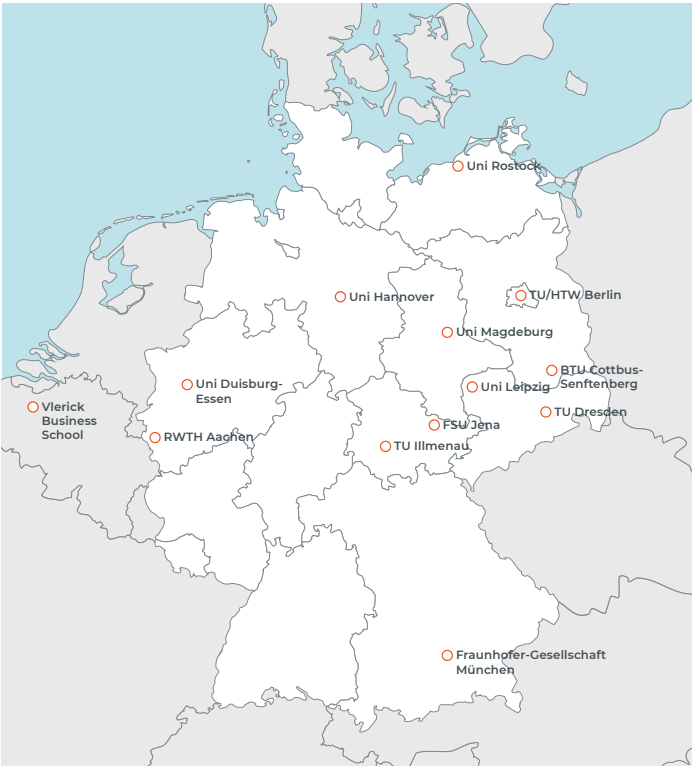 Uni Rostock
TU/HTW Berlin
Uni Hannover
Uni Magdeburg
BTU Cottbus-
Senftenberg
Uni Duisburg-
Essen
Uni Leipzig
Vlerick
Business
School
TU Dresden
FSU Jena
RWTH Aachen
TU Illmenau
Fraunhofer-Gesellschaft
München